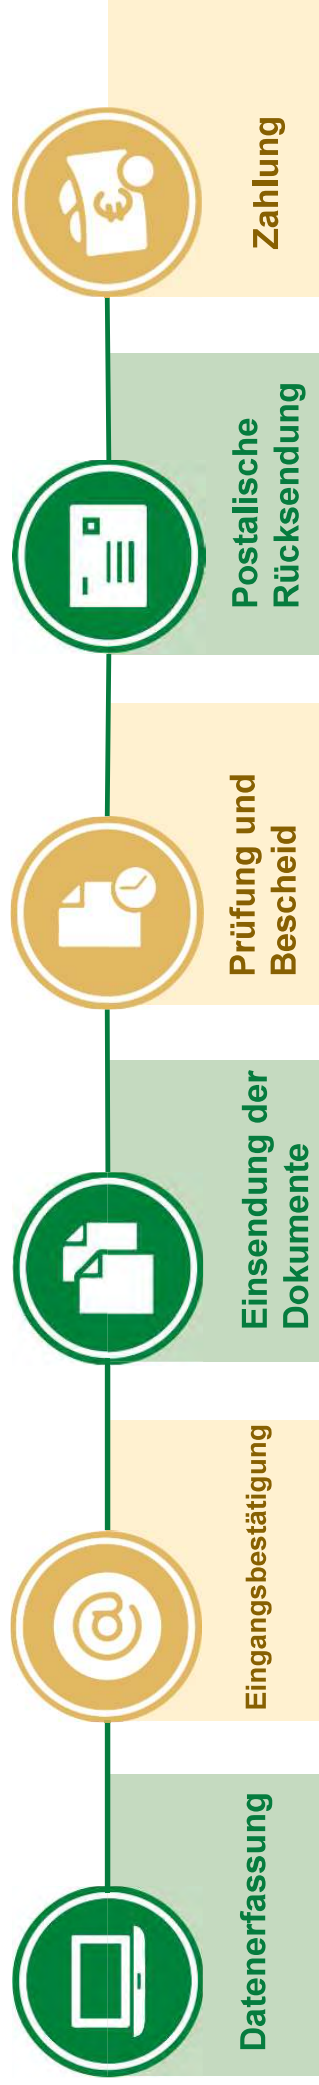 Datenerfassung
Eingangsbestätigung
Einsendung der
Dokumente
Prüfung und
Bescheid
Postalische
Rücksendung
Zahlung